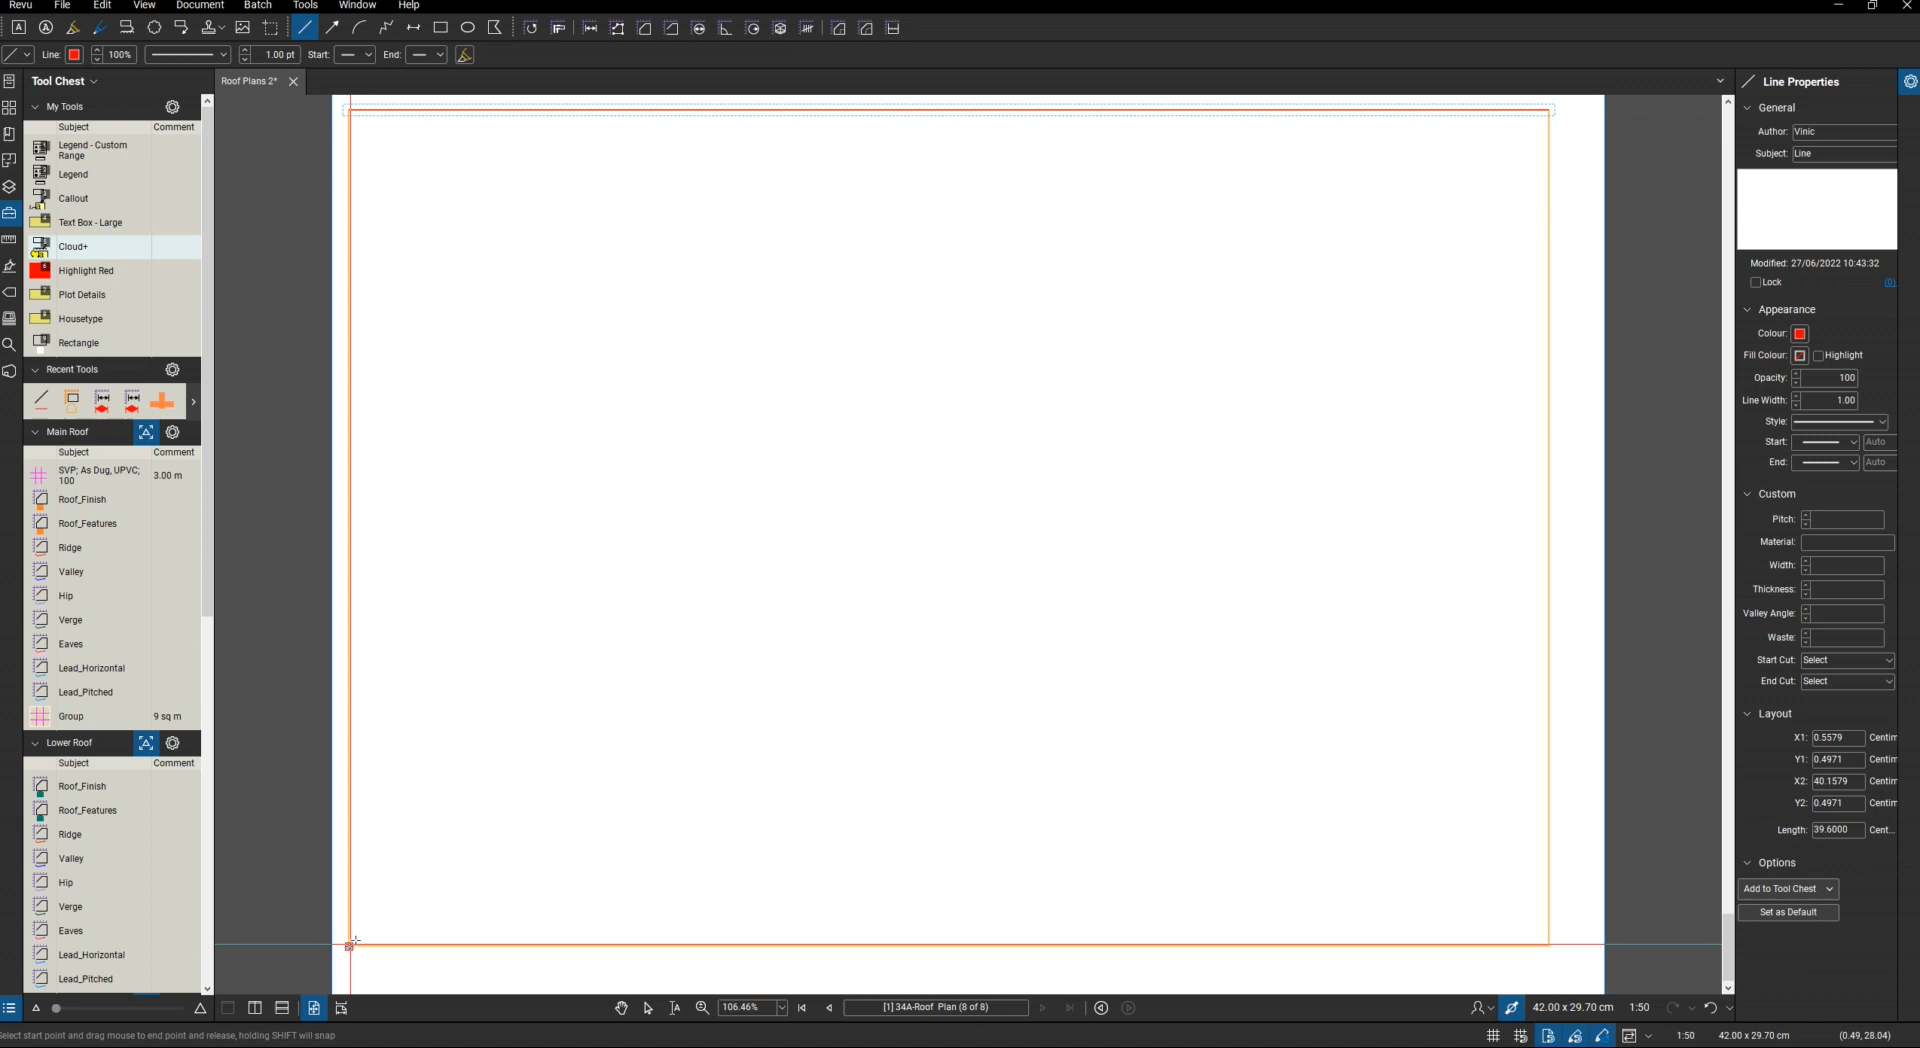 Revu File Edit View Document Batch Tools Window Help
Line: 100% 1.00 pt Start: End:
Tool Chest
Roof Plans 2*
Line Properties
My Tools
Subject Comment
Legend - Custom
Range
Legend
Callout
Text Box - Large
Cloud+
Highlight Red
Plot Details
Housetype
Rectangle
Recent Tools
Main Roof
Subject Comment
SVP; As Dug, UPVC; 3.00 m
100
Roof_Finish
Roof_Features
Ridge
Valley
Hip
Verge
Eaves
Lead_Horizontal
Lead_Pitched
Group 9 sq m
Lower Roof
Subject Comment
Roof_Finish
Roof_Features
Ridge
Valley
Hip
Verge
Eaves
Lead_Horizontal
Lead_Pitched
General
Author: Vinic
Subject: Line
Modified: 27/06/2022 10:43:32
Lock (0)
Appearance
Colour:
Fill Colour: Highlight
Opacity: 100
Line Width: 1.00
Style:
Start: Auto
End: Auto
Custom
Pitch:
Material:
Width:
Thickness:
Valley Angle:
Waste:
Start Cut: Select
End Cut: Select
Layout
X1: 0.5579 Centim
Y1: 0.4971 Centim
X2: 40.1579 Centim
Y2: 0.4971 Centim
Length: 39.6000 Cent...
Options
Add to Tool Chest
Set as Default
106.46% [1] 34A-Roof Plan (8 of 8) 42.00 x 29.70 cm 1:50
Select start point and drag mouse to end point and release, holding SHIFT will snap
1:50 42.00 x 29.70 cm (0.49, 28.04)